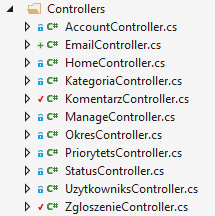 Controllers
C# AccountController.cs
C# EmailController.cs
C# HomeController.cs
C# KategoriaController.cs
C# KomentarzController.cs
C# ManageController.cs
C# OkresController.cs
C# PriorytetsController.cs
C# StatusController.cs
C# UzytkowniksController.cs
C# ZgloszenieController.cs